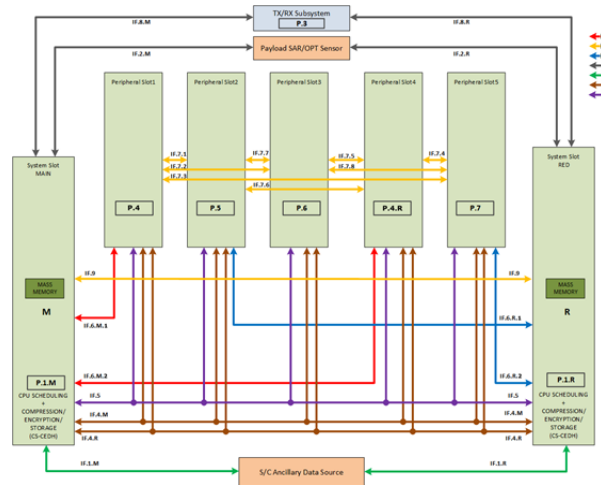 TX/RX Subsystem
P.3
IF.8.M
IF.8.R
Payload SAR/OPT Sensor
IF.2.M
IF.2.R
Peripheral Slot1
Peripheral Slot2
Peripheral Slot3
Peripheral Slot4
Peripheral Slot5
IF.7.1
IF.7.7
IF.7.5
IF.7.4
IF.7.2
IF.7.8
IF.7.3
IF.7.6
System Slot
MAIN
System Slot
RED
P.4
P.5
P.6
P.4.R
P.7
IF.9
IF.9
MASS
MEMORY
MASS
MEMORY
M
R
IF.6.M.1
IF.6.R.1
IF.6.M.2
IF.6.R.2
P.1.M
P.1.R
IF.5
IF.5
CPU SCHEDULING
+
COMPRESSION/
ENCRYPTION/
STORAGE
(CS-CEDH)
CPU SCHEDULING
+
COMPRESSION/
ENCRYPTION/
STORAGE
(CS-CEDH)
IF.4.M
IF.4.M
IF.4.R
IF.4.R
IF.1.M
IF.1.R
S/C Ancillary Data Source